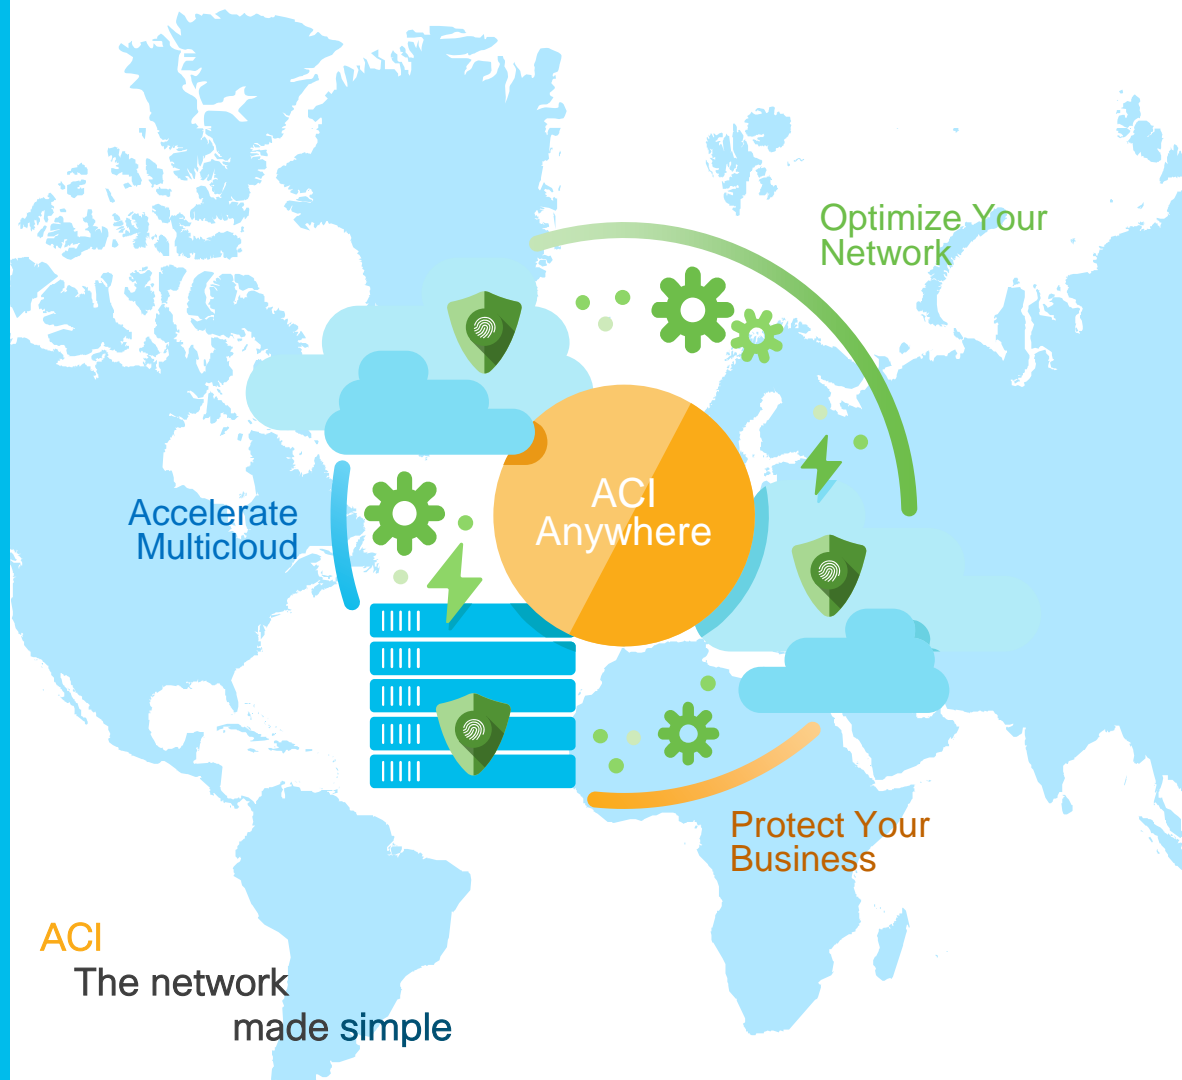 Optimize Your
Network
ACI
Anywhere
Accelerate
Multicloud
Protect Your
Business
ACI
The network
made simple